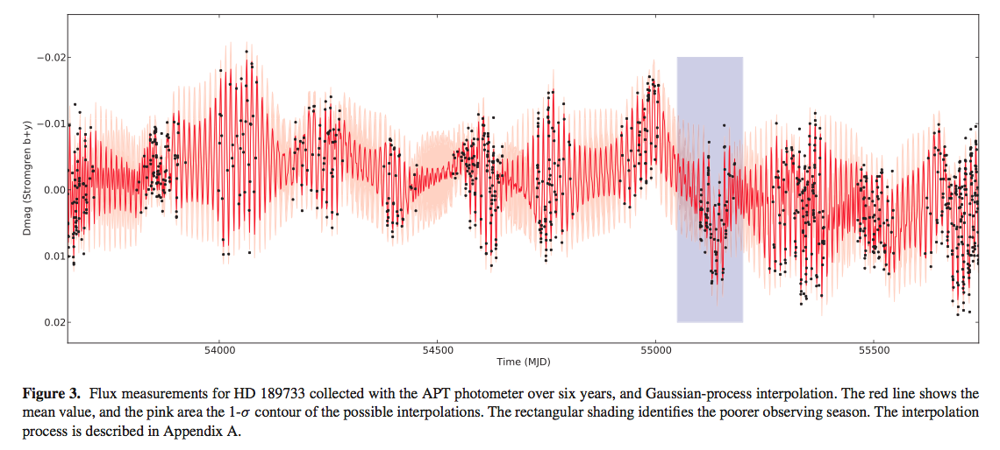 −0.02
−0.01
0.00
0.01
0.02
Dmag (Stromgren b+y)
54000 54500 55000 55500
Time (MJD)
Figure 3. Flux measurements for HD 189733 collected with the APT photometer over six years, and Gaussian-process interpolation. The red line shows the
mean value, and the pink area the 1-σ contour of the possible interpolations. The rectangular shading identifies the poorer observing season. The interpolation
process is described in Appendix A.